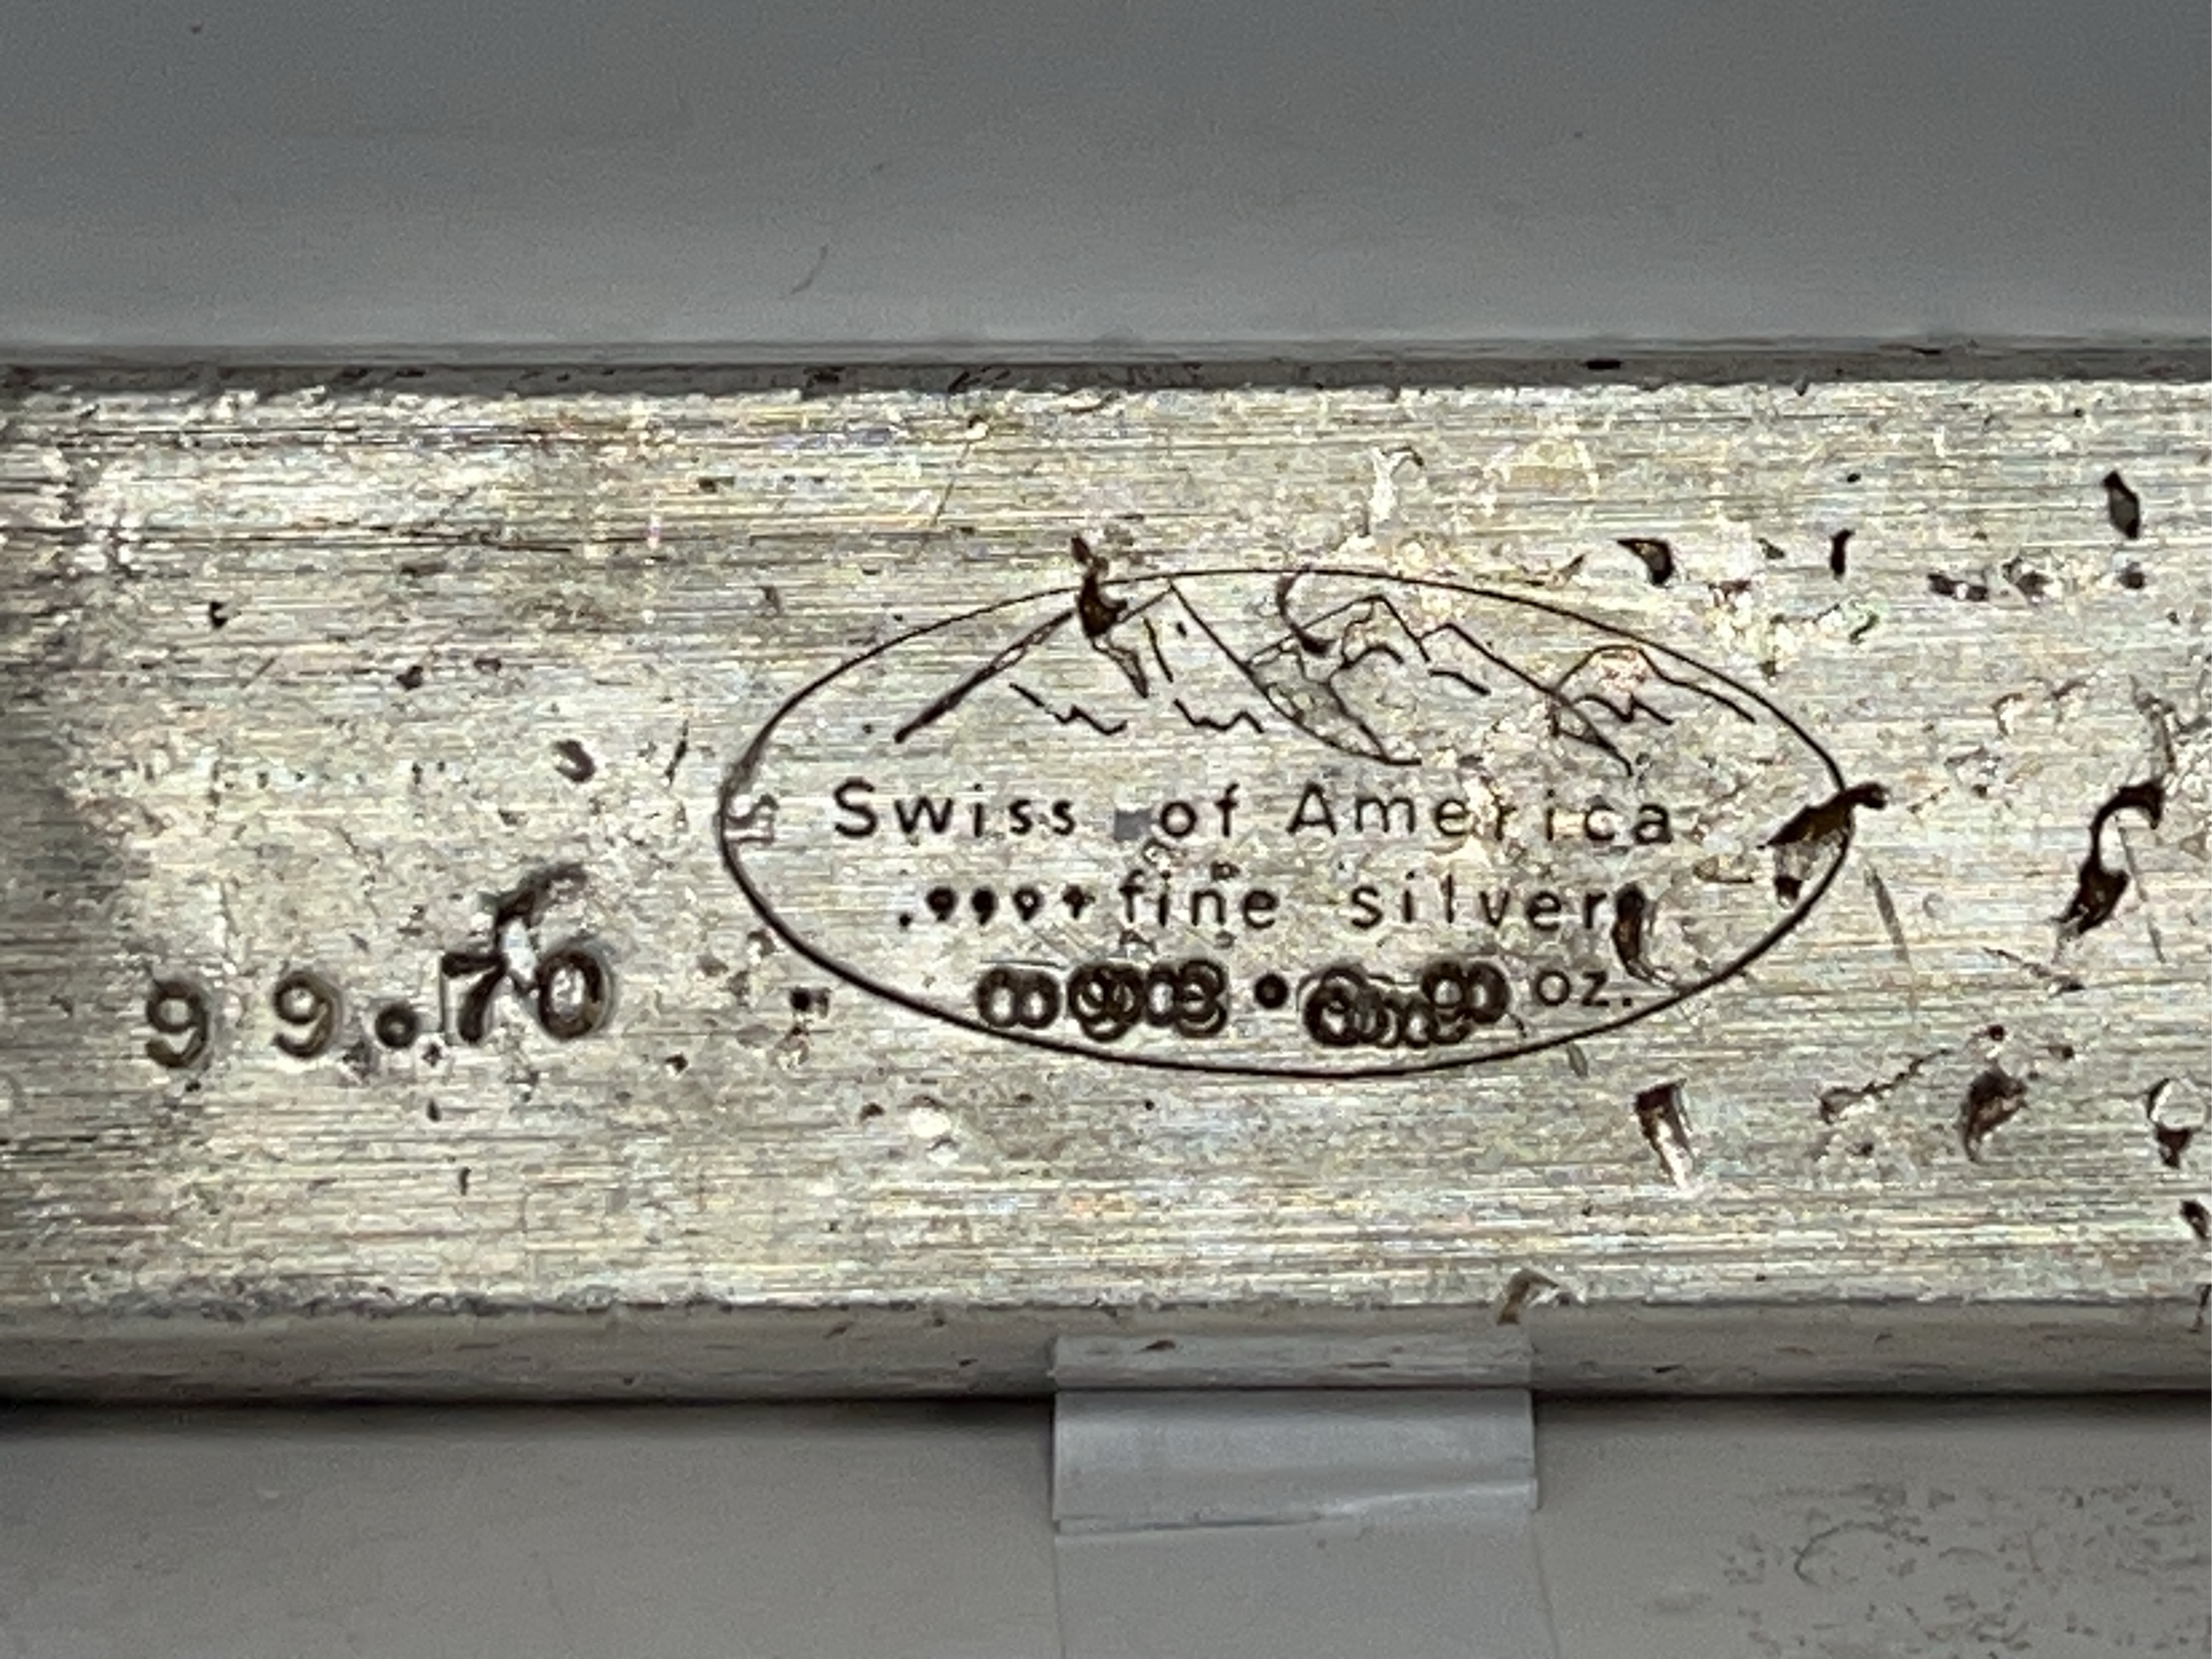 Swiss of America
.999+ fine silver
oz.
99.70